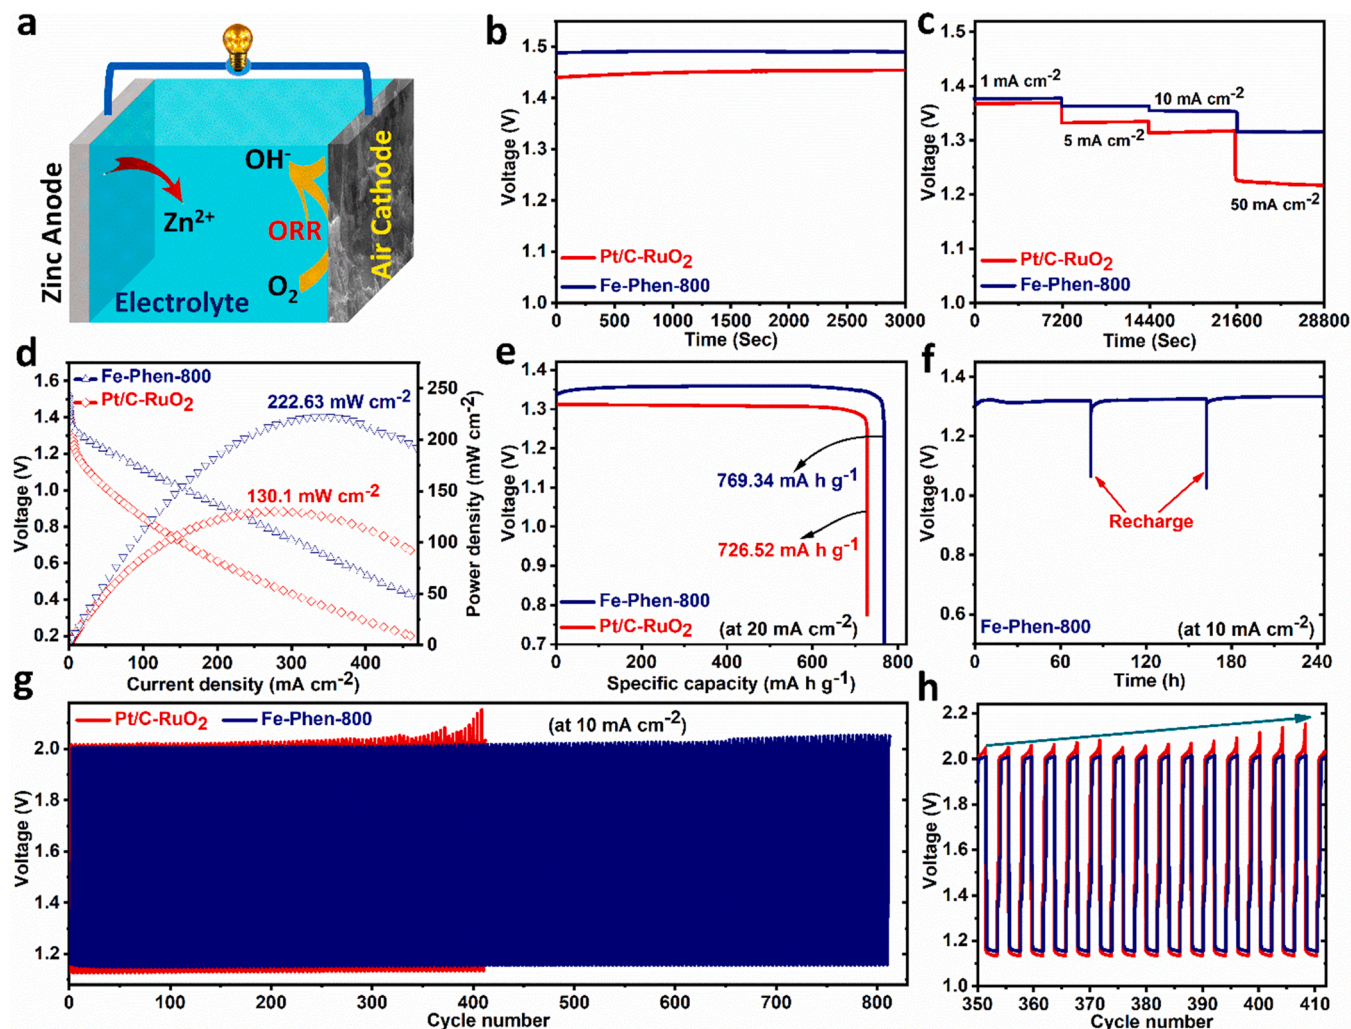 a
Zinc Anode
Zn2+
OH-
ORR
O2
Electrolyte
Air Cathode
b
Voltage (V)
1.5
1.4
1.3
1.2
1.1
1.0
Pt/C-RuO2
Fe-Phen-800
0 500 1000 1500 2000 2500 3000
Time (Sec)
c
Voltage (V)
1.5
1.4
1.3
1.2
1.1
1.0
1 mA cm-2
5 mA cm-2
10 mA cm-2
50 mA cm-2
Pt/C-RuO2
Fe-Phen-800
0 7200 14400 21600 28800
Time (Sec)
d
Voltage (V)
1.6
1.4
1.2
1.0
0.8
0.6
0.4
0.2
Fe-Phen-800
Pt/C-RuO2
222.63 mW cm-2
130.1 mW cm-2
250
200
150
100
50
0
Power density (mW cm-2)
0 100 200 300 400
Current density (mA cm-2)
e
Voltage (V)
1.4
1.3
1.2
1.1
1.0
0.9
0.8
0.7
769.34 mA h g-1
726.52 mA h g-1
Fe-Phen-800
Pt/C-RuO2
(at 20 mA cm-2)
0 200 400 600 800
Specific capacity (mA h g-1)
f
Voltage (V)
1.4
1.2
1.0
0.8
0.6
Recharge
Fe-Phen-800
(at 10 mA cm-2)
0 60 120 180 240
Time (h)
g
Voltage (V)
2.0
1.8
1.6
1.4
1.2
Pt/C-RuO2
Fe-Phen-800
(at 10 mA cm-2)
0 100 200 300 400 500 600 700 800
Cycle number
h
Voltage (V)
2.2
2.0
1.8
1.6
1.4
1.2
1.0
350 360 370 380 390 400 410
Cycle number